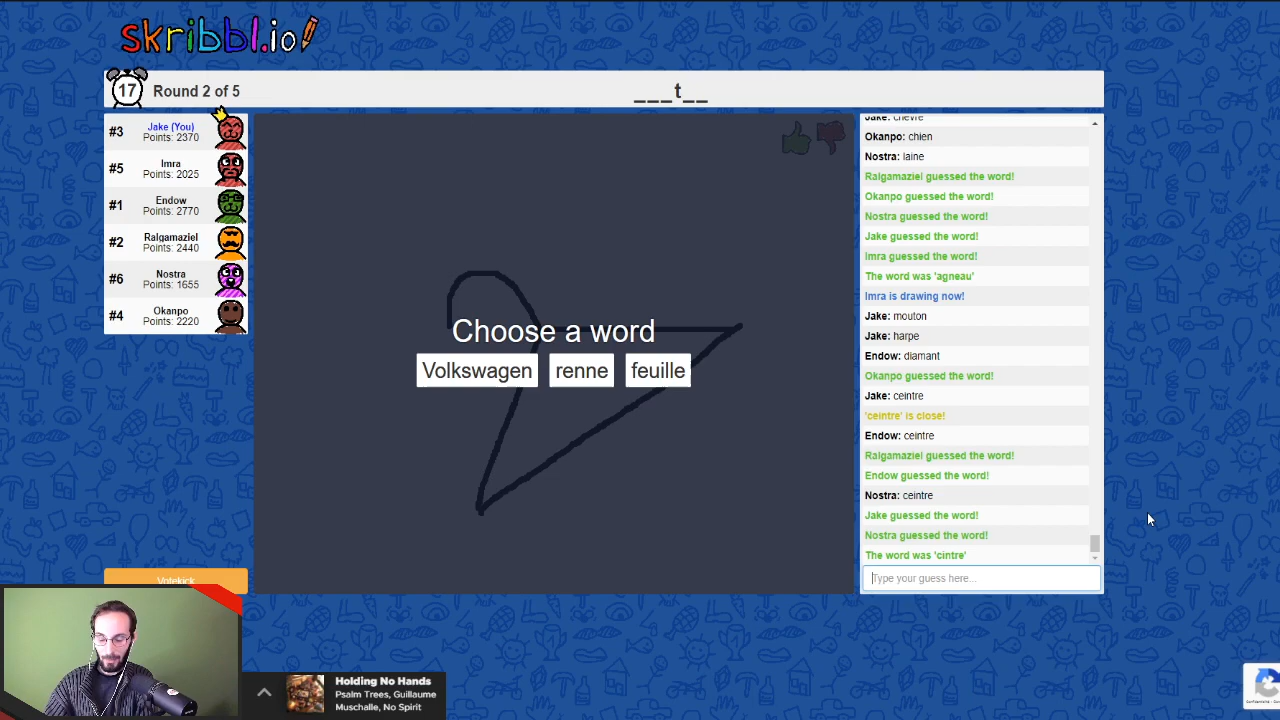 skribbl.io
17
Round 2 of 5
___t__
#3
Jake (You)
Points: 2370
#5
Imra
Points: 2025
#1
Endow
Points: 2770
#2
Ralgamaziel
Points: 2440
#6
Nostra
Points: 1655
#4
Okanpo
Points: 2220
Votekick
Choose a word
Volkswagen
renne
feuille
Jake: chevre
Okanpo: chien
Nostra: laine
Ralgamaziel guessed the word!
Okanpo guessed the word!
Nostra guessed the word!
Jake guessed the word!
Imra guessed the word!
The word was 'agneau'
Imra is drawing now!
Jake: mouton
Jake: harpe
Endow: diamant
Okanpo guessed the word!
Jake: ceintre
'ceintre' is close!
Endow: ceintre
Ralgamaziel guessed the word!
Endow guessed the word!
Nostra: ceintre
Jake guessed the word!
Nostra guessed the word!
The word was 'cintre'
Type your guess here...
Holding No Hands
Psalm Trees, Guillaume
Muschalle, No Spirit